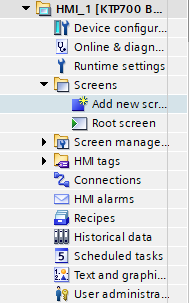 HMI_1 [KTP700 B...
Device configur...
Online & diagn...
Runtime settings
Screens
Add new scr...
Root screen
Screen manage...
HMI tags
Connections
HMI alarms
Recipes
Historical data
Scheduled tasks
Text and graphi...
User administra...